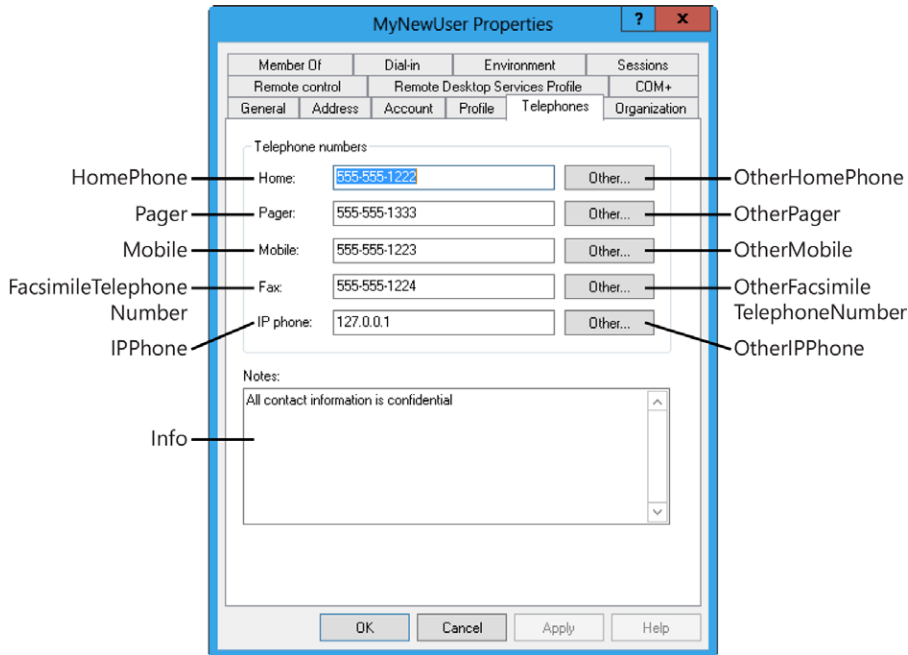 MyNewUser Properties
? x
Member Of Dial-in Environment Sessions
Remote control Remote Desktop Services Profile COM+
General Address Account Profile Telephones Organization
Telephone numbers
HomePhone Home: 555-555-1222 Other... OtherHomePhone
Pager Pager: 555-555-1333 Other... OtherPager
Mobile Mobile: 555-555-1223 Other... OtherMobile
FacsimileTelephone Fax: 555-555-1224 Other... OtherFacsimile
Number TelephoneNumber
IP phone: 127.0.0.1 Other...
IPPhone OtherIPPhone
Notes:
All contact information is confidential
Info
OK Cancel Apply Help